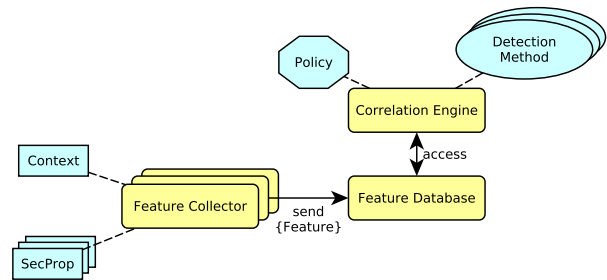 Detection
Method
Policy
Correlation Engine
access
Context
Feature Collector
send
{Feature}
Feature Database
SecProp